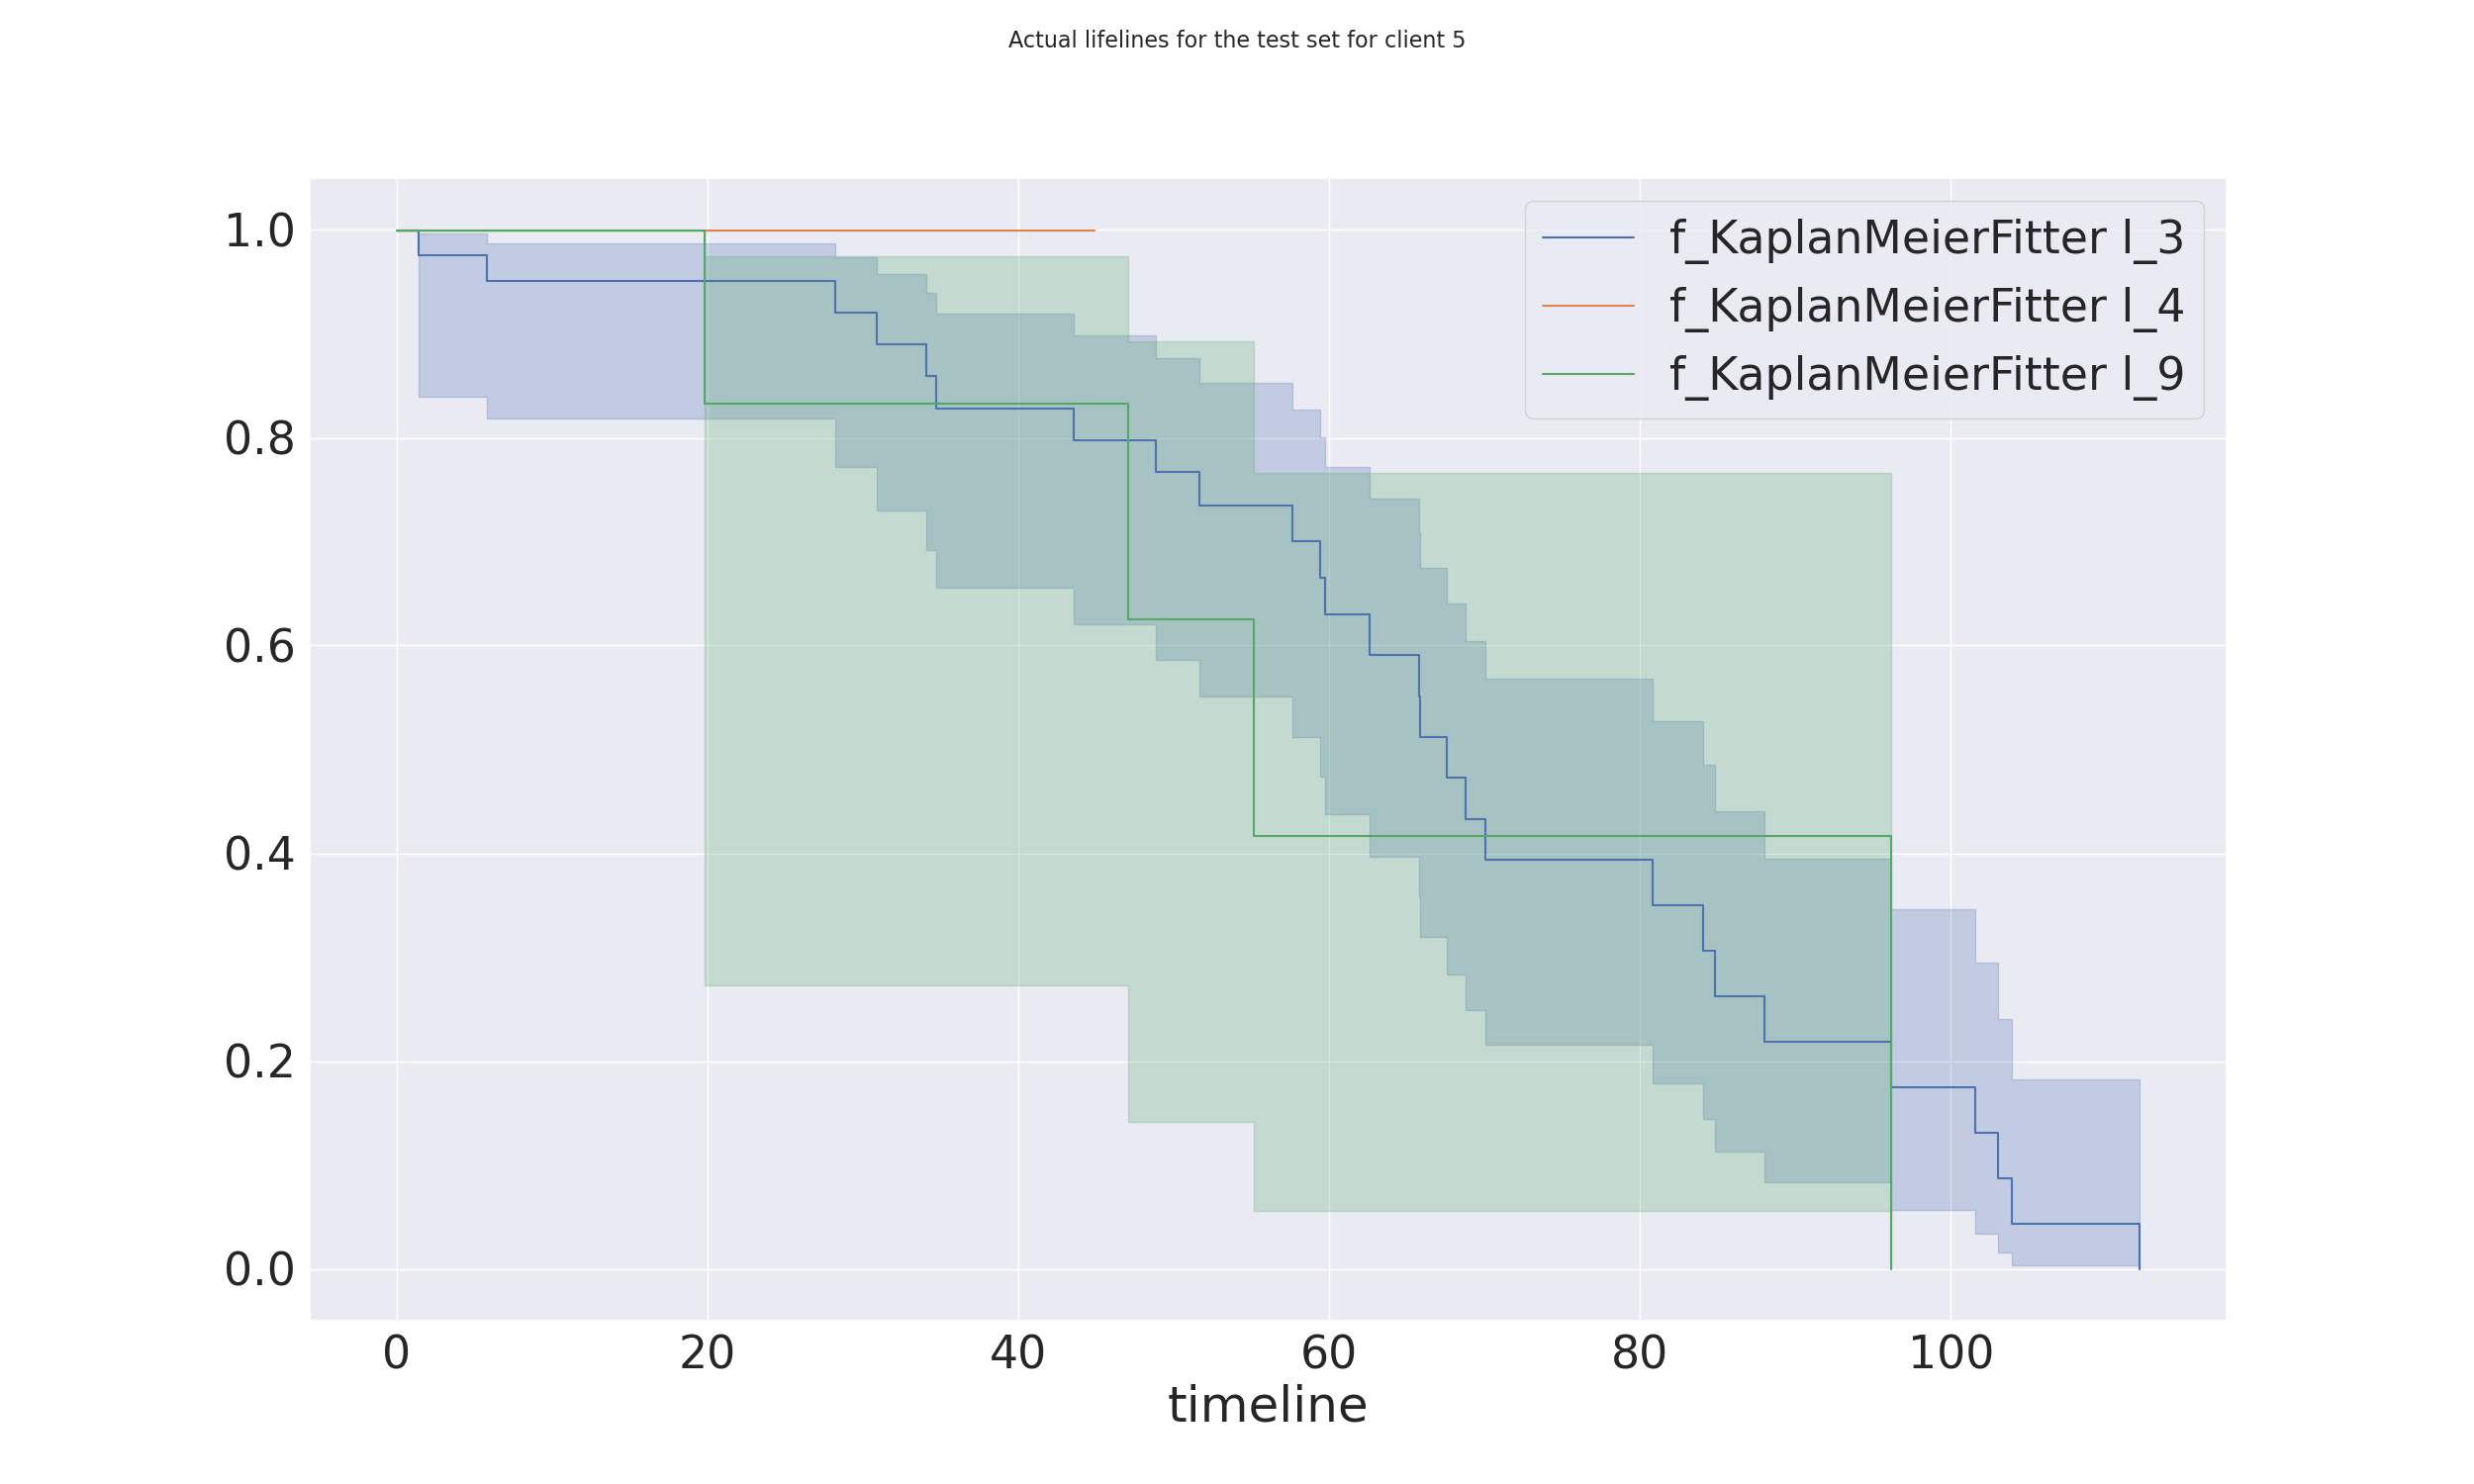 Actual lifelines for the test set for client 5
f_KaplanMeierFitter l_3
f_KaplanMeierFitter l_4
f_KaplanMeierFitter l_9
1.0
0.8
0.6
0.4
0.2
0.0
0 20 40 60 80 100
timeline